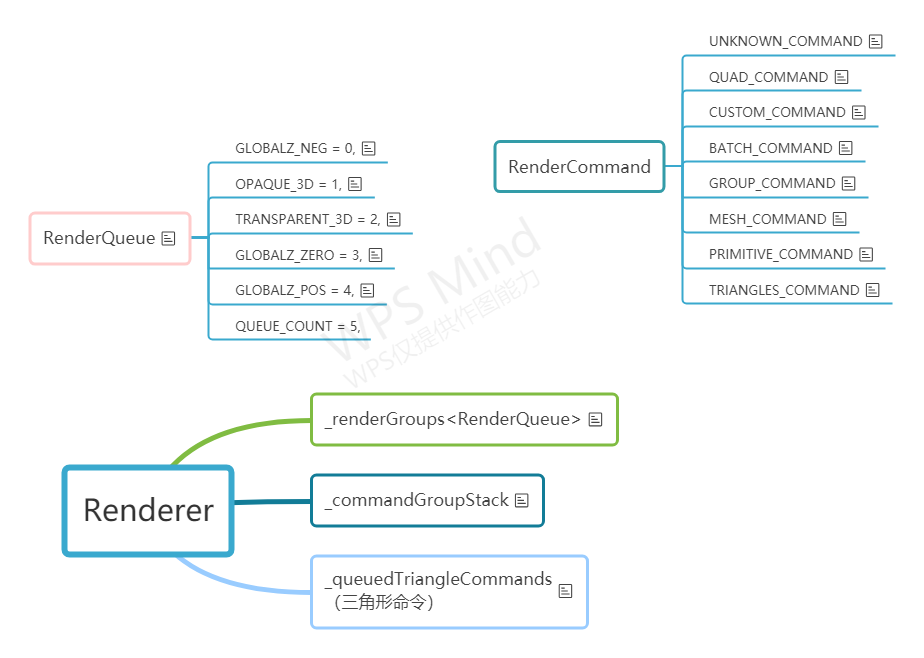 UNKNOWN_COMMAND
QUAD_COMMAND
CUSTOM_COMMAND
BATCH_COMMAND
GROUP_COMMAND
MESH_COMMAND
PRIMITIVE_COMMAND
TRIANGLES_COMMAND
RenderCommand
GLOBALZ_NEG = 0,
OPAQUE_3D = 1,
TRANSPARENT_3D = 2,
GLOBALZ_ZERO = 3,
GLOBALZ_POS = 4,
QUEUE_COUNT = 5,
RenderQueue
WPS Mind
WPS仅提供作图能力
_renderGroups<RenderQueue>
Renderer
_commandGroupStack
_queuedTriangleCommands
（三角形命令）